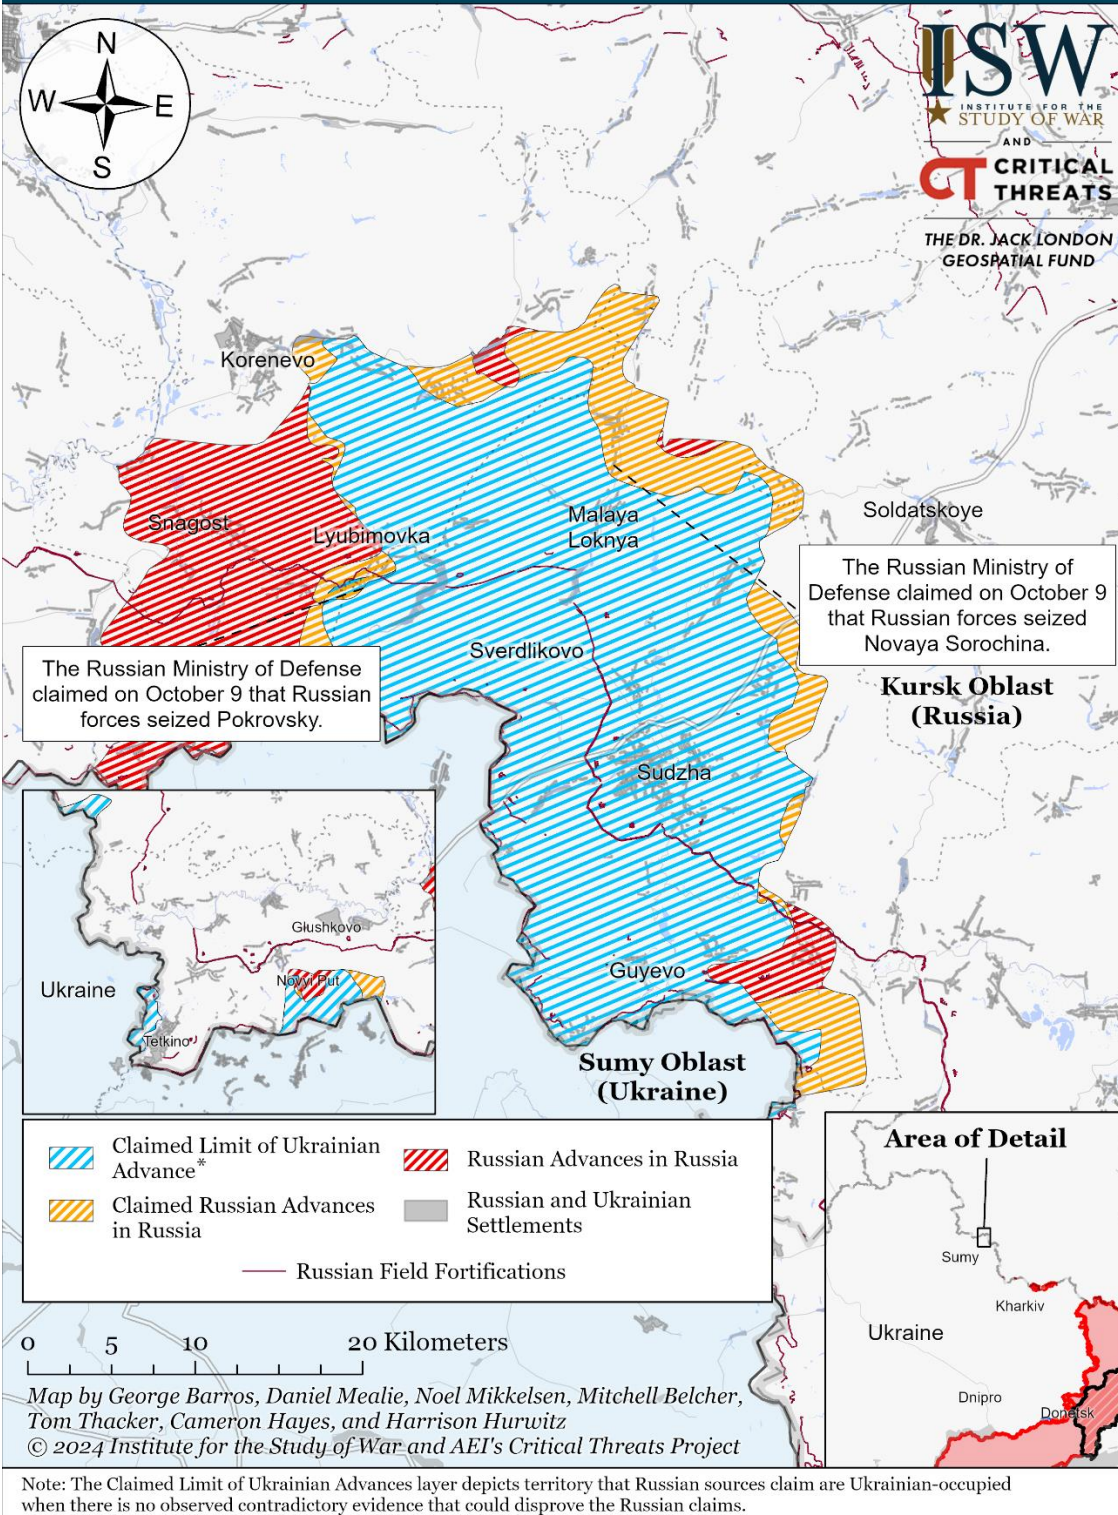 N
W
E
S
ISW
INSTITUTE FOR THE
STUDY OF WAR
AND
CT CRITICAL
THREATS
THE DR. JACK LONDON
GEOSPATIAL FUND
Korenevo
Snagost
Lyubimovka
Malaya
Loknya
Soldatskoye
The Russian Ministry of
Defense claimed on October 9
that Russian forces seized
Novaya Sorochina.
Sverdlikovo
The Russian Ministry of Defense
claimed on October 9 that Russian
forces seized Pokrovsky.
Kursk Oblast
(Russia)
Sudzha
Glushkovo
Guyevo
Novyi Put
Ukraine
Tetkino
Sumy Oblast
(Ukraine)
Claimed Limit of Ukrainian
Advance*
Russian Advances in Russia
Claimed Russian Advances
in Russia
Russian and Ukrainian
Settlements
Russian Field Fortifications
Area of Detail
Sumy
Kharkiv
Ukraine
Dnipro
Donetsk
0 5 10 20 Kilometers
Map by George Barros, Daniel Mealie, Noel Mikkelsen, Mitchell Belcher,
Tom Thacker, Cameron Hayes, and Harrison Hurwitz
© 2024 Institute for the Study of War and AEI's Critical Threats Project
Note: The Claimed Limit of Ukrainian Advances layer depicts territory that Russian sources claim are Ukrainian-occupied
when there is no observed contradictory evidence that could disprove the Russian claims.